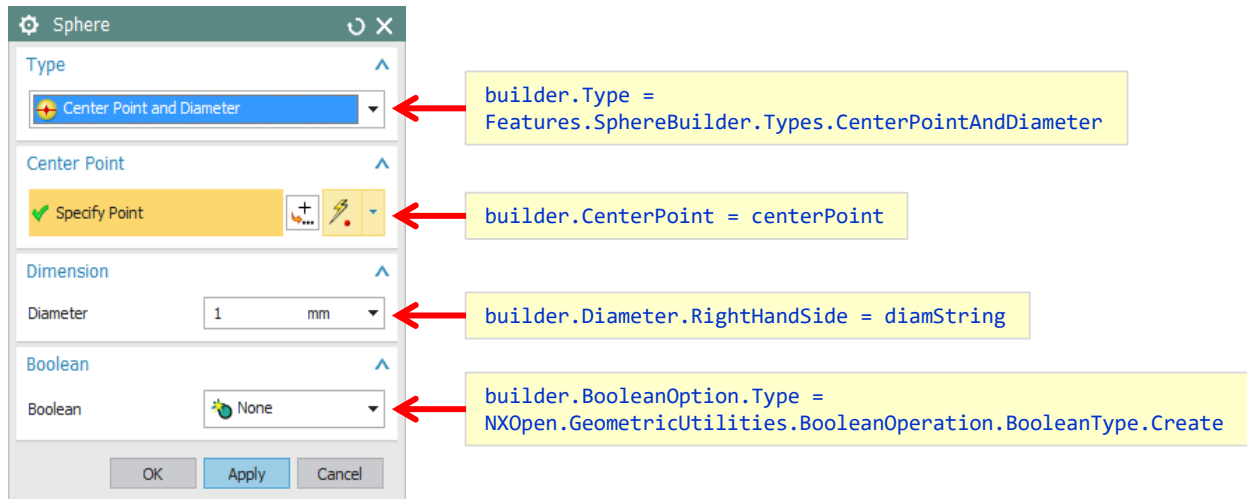 Sphere
Type
Center Point and Diameter
builder.Type =
Features.SphereBuilder.Types.CenterPointAndDiameter
Center Point
Specify Point
builder.CenterPoint = centerPoint
Dimension
Diameter 1 mm
builder.Diameter.RightHandSide = diamString
Boolean
Boolean None
builder.BooleanOption.Type =
NXOpen.GeometricUtilities.BooleanOperation.BooleanType.Create
OK Apply Cancel